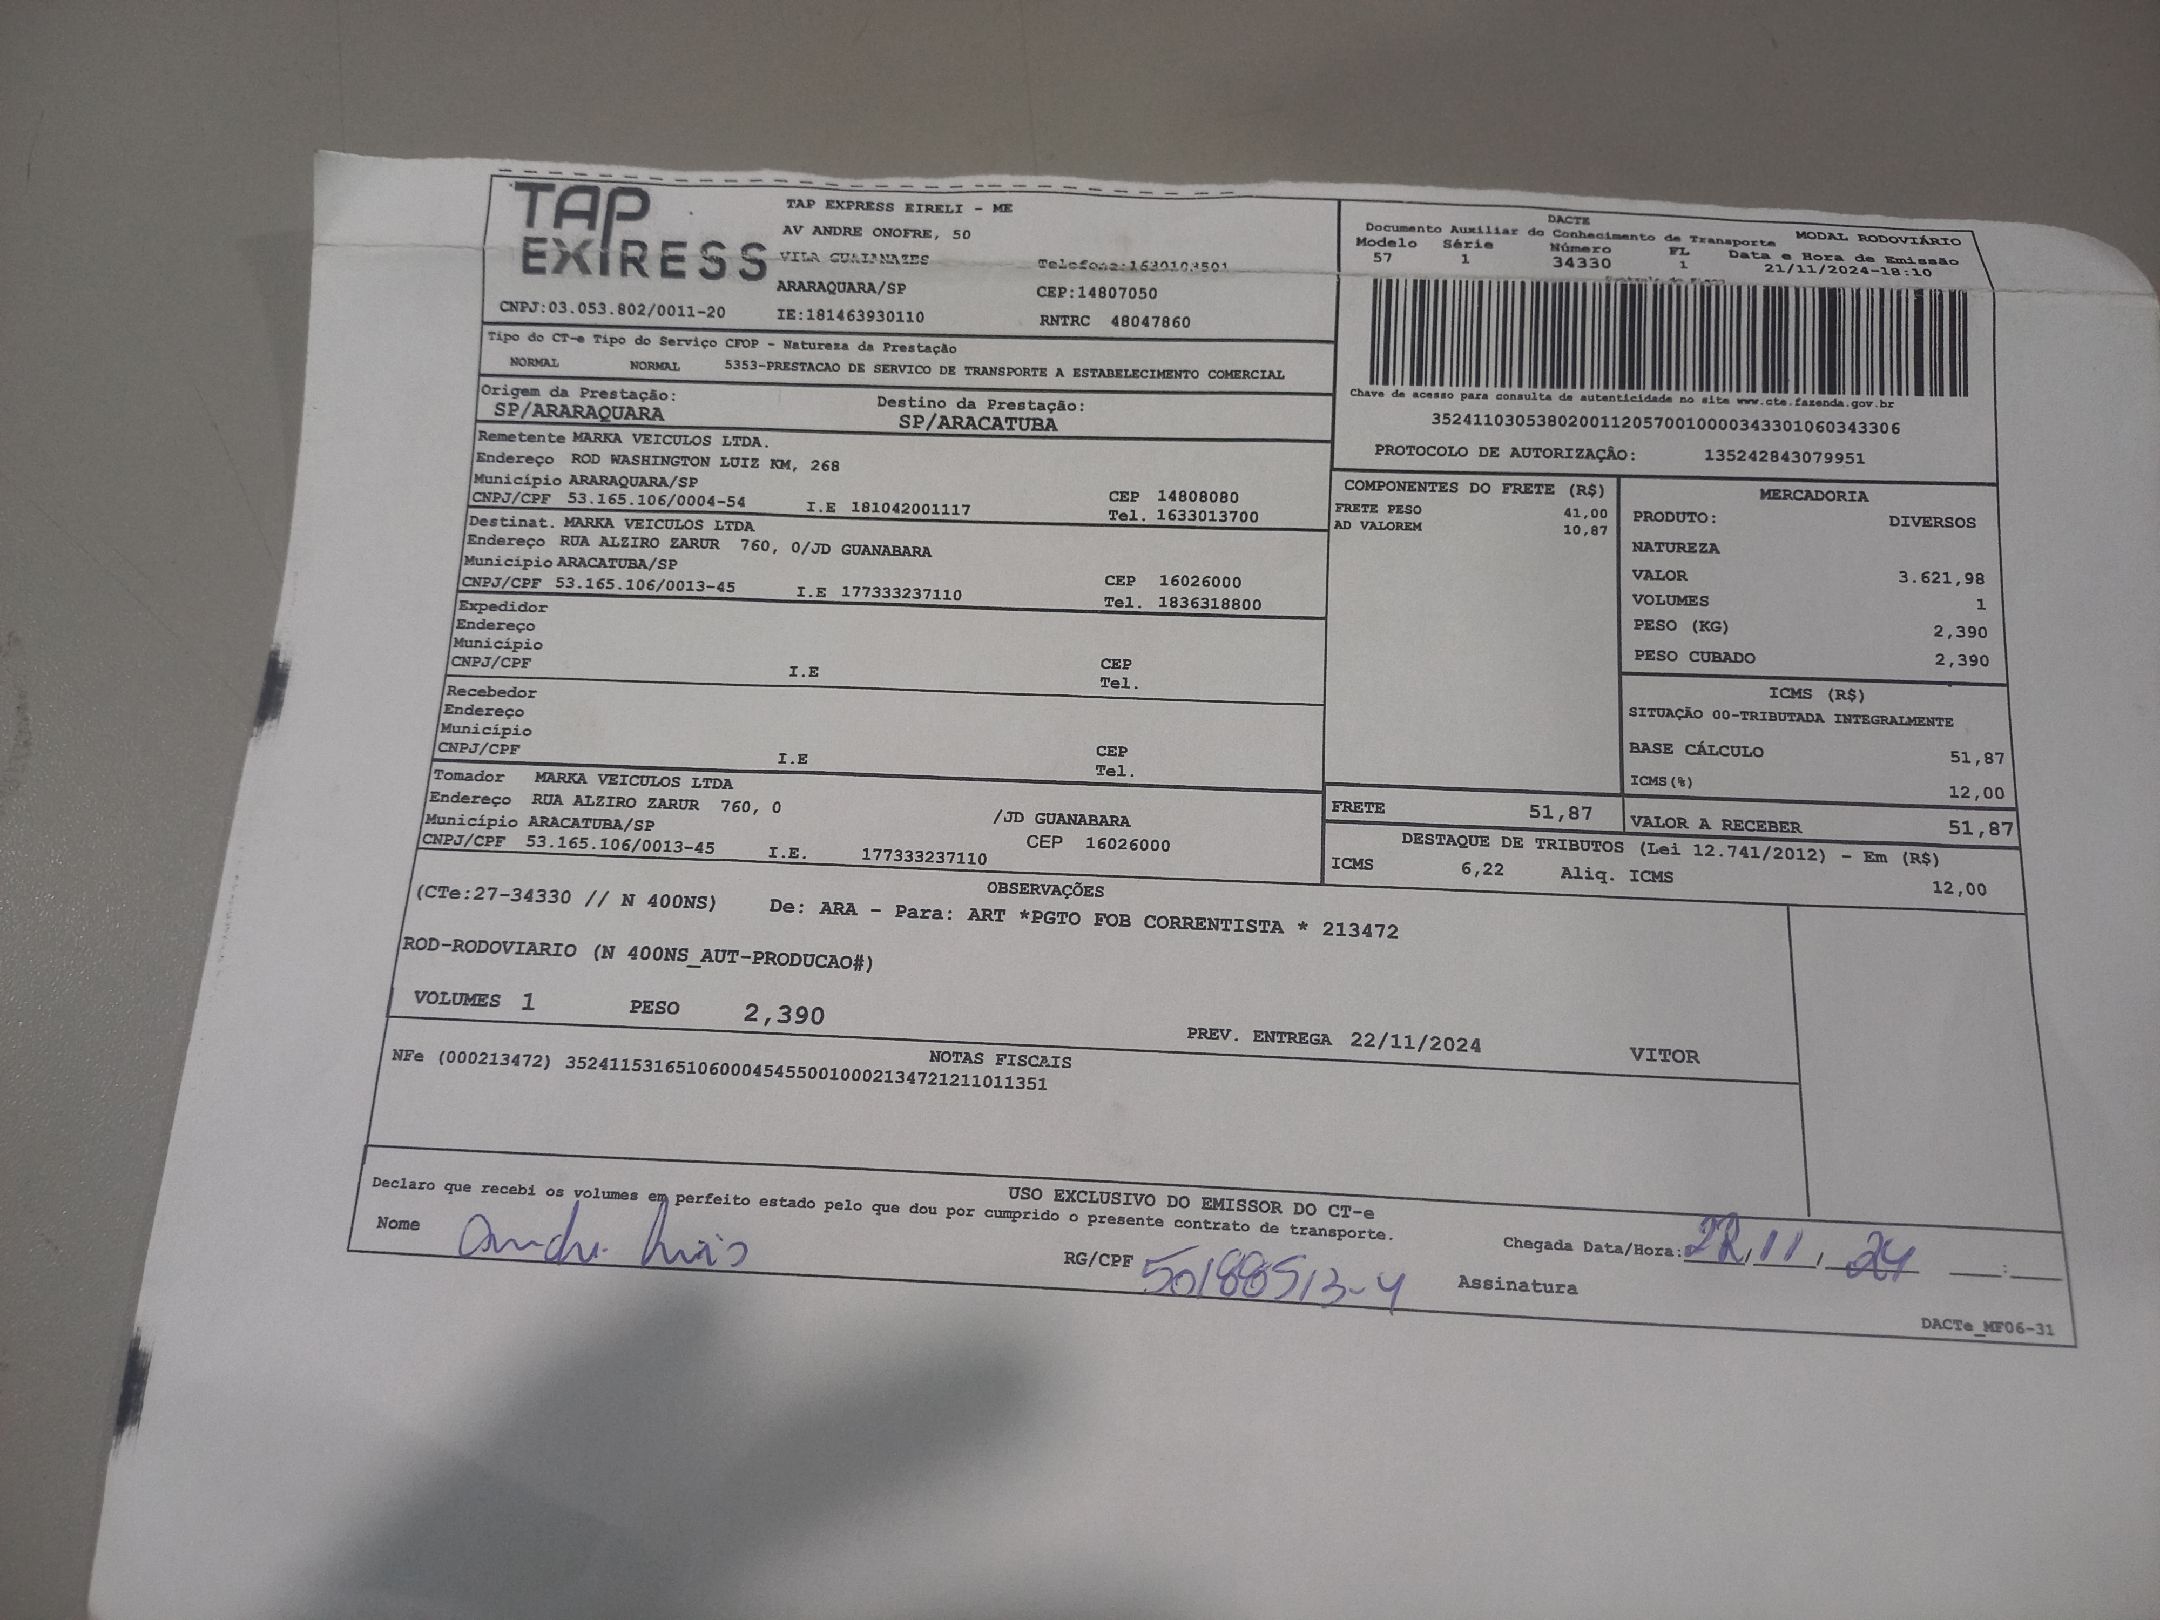 TAP
EXPRESS
TAP EXPRESS EIRELI - ME
AV ANDRE ONOFRE, 50
VILA GUAIANAZES
ARARAQUARA/SP CEP:14807050
CNPJ:03.053.802/0011-20 IE:181463930110 RNTRC 48047860
DACTE
Documento Auxiliar do Conhecimento de Transporte MODAL RODOVIÁRIO
Modelo Série Número FL Data e Hora de Emissão
57 1 34330 1 21/11/2024-18:10
Chave de acesso para consulta de autenticidade no site www.cte.fazenda.gov.br
35241103053802001120570010000343301060343306
PROTOCOLO DE AUTORIZAÇÂO: 135242843079951
Tipo do CT-e Tipo do Serviço CFOP - Natureza da Prestação
NORMAL NORMAL 5353-PRESTACAO DE SERVICO DE TRANSPORTE A ESTABELECIMENTO COMERCIAL
Origem da Prestação: Destino da Prestação:
SP/ARARAQUARA SP/ARACATUBA
Remetente MARKA VEICULOS LTDA.
Endereço ROD WASHINGTON LUIZ KM, 268
Município ARARAQUARA/SP CEP 14808080
CNPJ/CPF 53.165.106/0004-54 I.E 181042001117 Tel. 1633013700
Destinat. MARKA VEICULOS LTDA
Endereço RUA ALZIRO ZARUR 760, 0/JD GUANABARA
Município ARACATUBA/SP CEP 16026000
CNPJ/CPF 53.165.106/0013-45 I.E 177333237110 Tel. 1836318800
Expedidor
Endereço
Município CEP
CNPJ/CPF I.E Tel.
Recebedor
Endereço
Município CEP
CNPJ/CPF I.E Tel.
Tomador MARKA VEICULOS LTDA
Endereço RUA ALZIRO ZARUR 760, 0 /JD GUANABARA
Município ARACATUBA/SP CEP 16026000
CNPJ/CPF 53.165.106/0013-45 I.E. 177333237110
COMPONENTES DO FRETE (R$)
FRETE PESO 41,00
AD VALOREM 10,87
FRETE 51,87
MERCADORIA
PRODUTO: DIVERSOS
NATUREZA
VALOR 3.621,98
VOLUMES 1
PESO (KG) 2,390
PESO CUBADO 2,390
ICMS (R$)
SITUAÇÃO 00-TRIBUTADA INTEGRALMENTE
BASE CÁLCULO 51,87
ICMS(%) 12,00
VALOR A RECEBER 51,87
DESTAQUE DE TRIBUTOS (Lei 12.741/2012) - Em (R$)
ICMS 6,22 Aliq. ICMS 12,00
OBSERVAÇÕES
(CTe:27-34330 // N 400NS) De: ARA - Para: ART *PGTO FOB CORRENTISTA * 213472
ROD-RODOVIARIO (N 400NS_AUT-PRODUCAO#)
VOLUMES 1 PESO 2,390 PREV. ENTREGA 22/11/2024 VITOR
NOTAS FISCAIS
NFe (000213472) 35241153165106000454550010002134721211011351
USO EXCLUSIVO DO EMISSOR DO CT-e
Declaro que recebi os volumes em perfeito estado pelo que dou por cumprido o presente contrato de transporte.
Nome RG/CPF 50188513-4 Assinatura Chegada Data/Hora: 22/11/24 :
DACTe_MF06-31